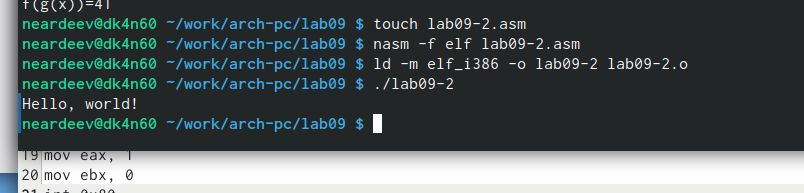 f(g(x))=41
neardeev@dk4n60 ~/work/arch-pc/lab09 $ touch lab09-2.asm
neardeev@dk4n60 ~/work/arch-pc/lab09 $ nasm -f elf lab09-2.asm
neardeev@dk4n60 ~/work/arch-pc/lab09 $ ld -m elf_i386 -o lab09-2 lab09-2.o
neardeev@dk4n60 ~/work/arch-pc/lab09 $ ./lab09-2
Hello, world!
neardeev@dk4n60 ~/work/arch-pc/lab09 $
19 mov eax, 1
20 mov ebx, 0
21 int 0x80